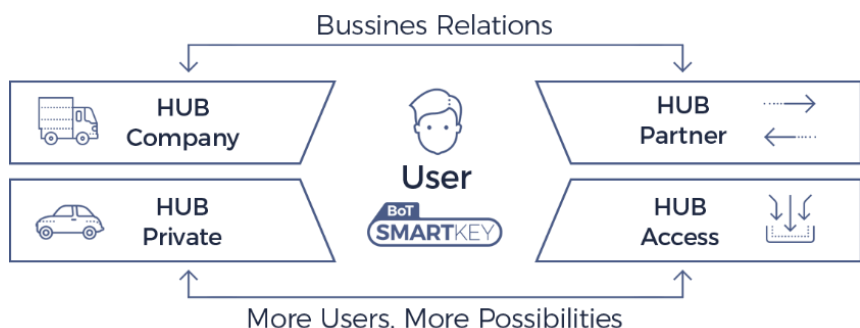 Bussines Relations
HUB
Company
HUB
Partner
User
HUB
Private
BoT
SMARTKEY
HUB
Access
More Users, More Possibilities